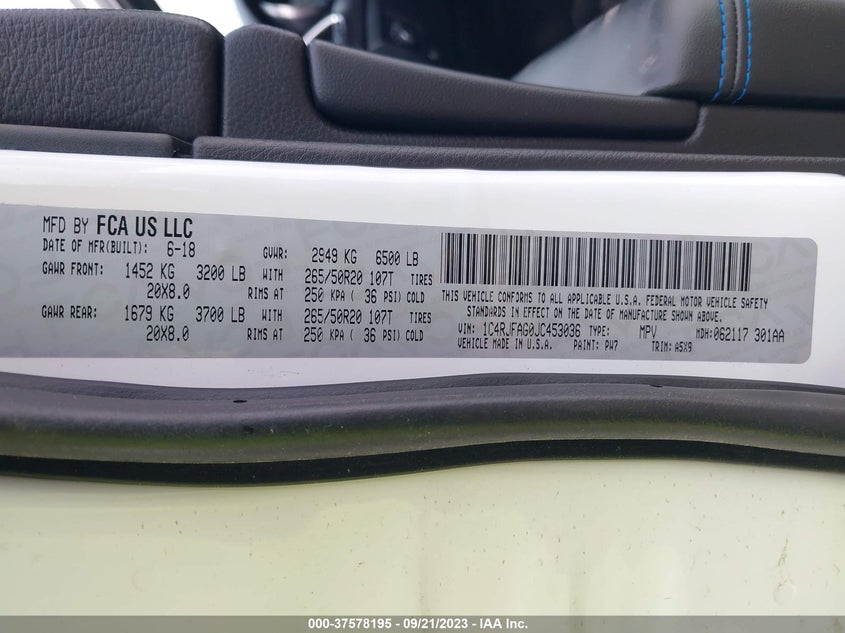 MFD BY FCA US LLC
DATE OF MFR(BUILT): 6-18 GVWR: 2949 KG 6500 LB
GAWR FRONT: 1452 KG 3200 LB WITH 265/50R20 107T TIRES
20X8.0 RIMS AT 250 KPA ( 36 PSI) COLD
GAWR REAR: 1679 KG 3700 LB WITH 265/50R20 107T TIRES
20X8.0 RIMS AT 250 KPA ( 36 PSI) COLD
THIS VEHICLE CONFORMS TO ALL APPLICABLE U.S.A. FEDERAL MOTOR VEHICLE SAFETY
STANDARDS IN EFFECT ON THE DATE OF MANUFACTURE SHOWN ABOVE.
VIN: 1C4RJFAG0JC453036 TYPE: MPV MDH:062117 301AA
VEHICLE MADE IN U.S.A. PAINT: PW7 TRIM: A5X9
000-37578195 - 09/21/2023 - IAAI.COM